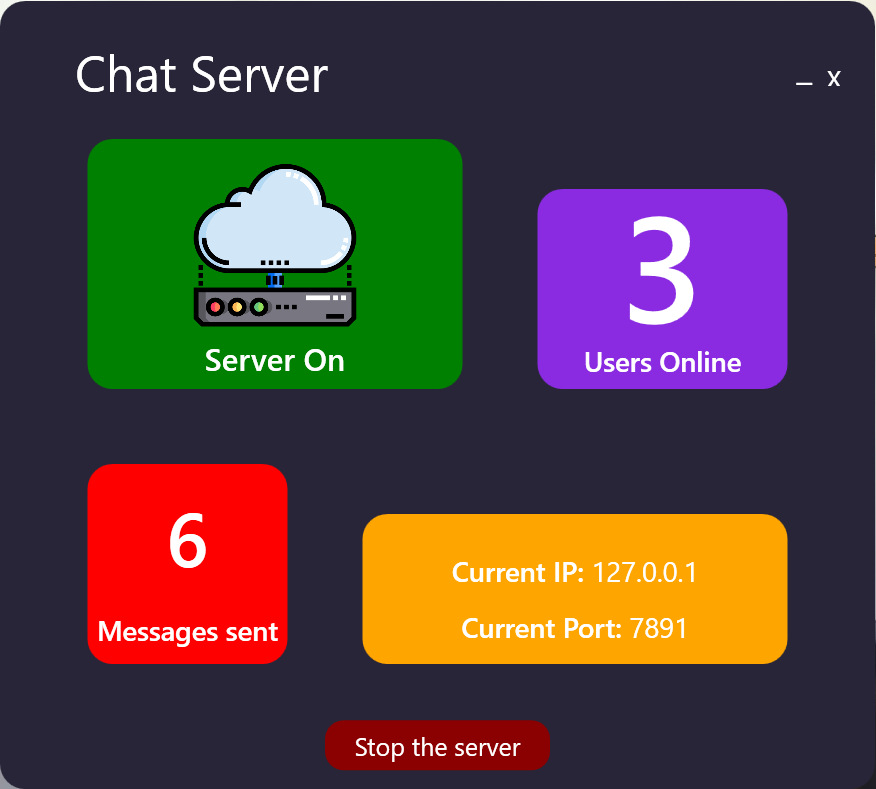 Chat Server
_ x
Server On
3
Users Online
6
Messages sent
Current IP: 127.0.0.1
Current Port: 7891
Stop the server